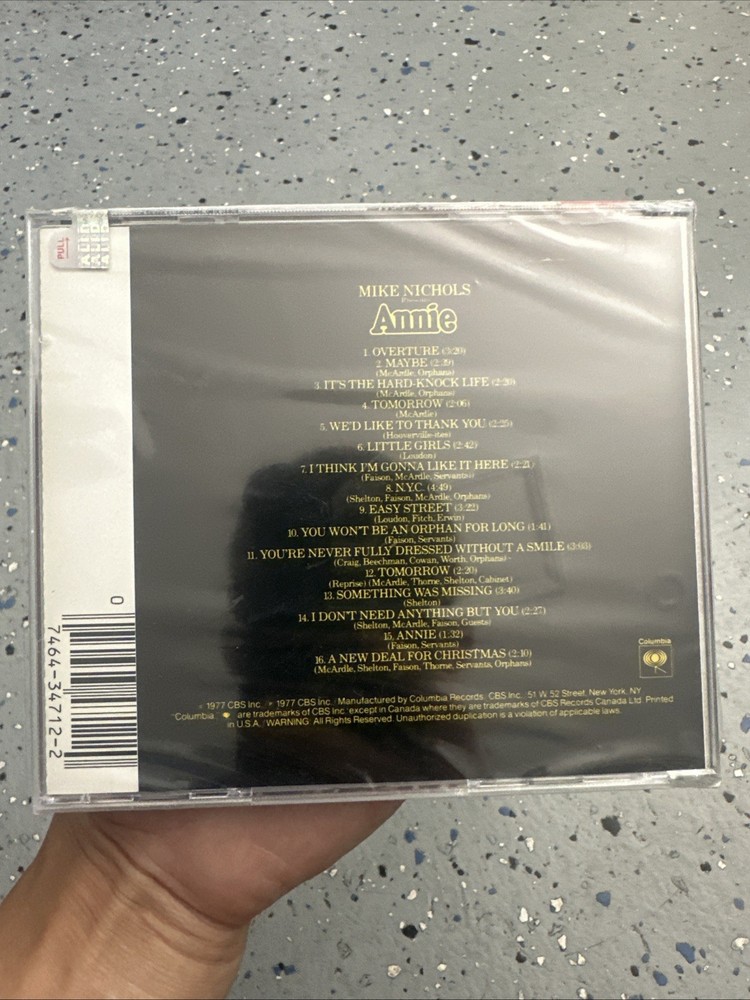 PULL
MIKE NICHOLS
Annie
1. OVERTURE (3:20)
2. MAYBE (2:39)
(McArdle, Orphans)
3. IT'S THE HARD-KNOCK LIFE (2:20)
(McArdle, Orphans)
4. TOMORROW (2:06)
(McArdle)
5. WE'D LIKE TO THANK YOU (2:25)
(Hooverville-ites)
6. LITTLE GIRLS (2:42)
(Loudon)
7. I THINK I'M GONNA LIKE IT HERE (2:21)
(Faison, McArdle, Servants)
8. N.Y.C. (4:49)
(Shelton, Faison, McArdle, Orphans)
9. EASY STREET (3:22)
(Loudon, Fitch, Erwin)
10. YOU WON'T BE AN ORPHAN FOR LONG (1:41)
(Faison, Servants)
11. YOU'RE NEVER FULLY DRESSED WITHOUT A SMILE (3:03)
(Craig, Beechman, Cowan, Worth, Orphans)
12. TOMORROW (2:20)
(Reprise) (McArdle, Thorne, Shelton, Cabinet)
13. SOMETHING WAS MISSING (3:40)
(Shelton)
14. I DON'T NEED ANYTHING BUT YOU (2:27)
(Shelton, McArdle, Faison, Guests)
15. ANNIE (1:32)
(Faison, Servants)
16. A NEW DEAL FOR CHRISTMAS (2:10)
(McArdle, Shelton, Faison, Thorne, Servants, Orphans)
Columbia
1977 CBS Inc. / 1977 CBS Inc. / Manufactured by Columbia Records. CBS Inc., 51 W. 52 Street, New York, NY
"Columbia," are trademarks of CBS Inc. except in Canada where they are trademarks of CBS Records Canada Ltd. Printed
in U.S.A. / WARNING: All Rights Reserved. Unauthorized duplication is a violation of applicable laws.
0
7464-34712-2